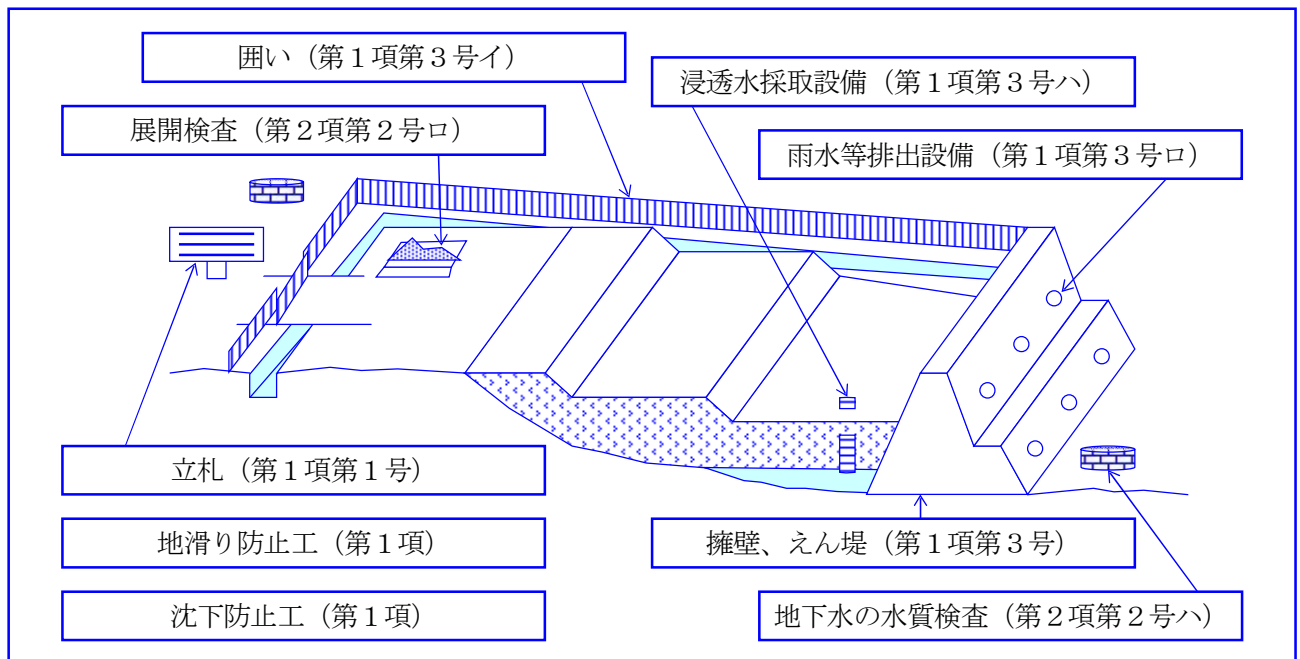 囲い（第１項第３号イ）
浸透水採取設備（第１項第３号ハ）
展開検査（第２項第２号ロ）
雨水等排出設備（第１項第３号ロ）
立札（第１項第１号）
地滑り防止工（第１項）
擁壁、えん堤（第１項第３号）
沈下防止工（第１項）
地下水の水質検査（第２項第２号ハ）